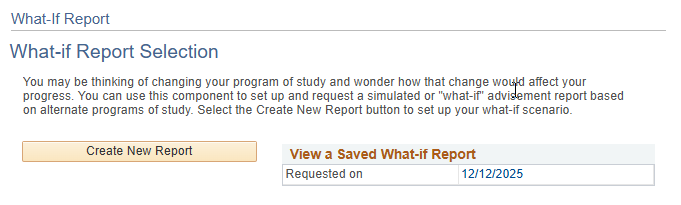 What-If Report
What-if Report Selection
You may be thinking of changing your program of study and wonder how that change would affect your
progress. You can use this component to set up and request a simulated or "what-if" advisement report based
on alternate programs of study. Select the Create New Report button to set up your what-if scenario.
Create New Report
View a Saved What-if Report
Requested on 12/12/2025